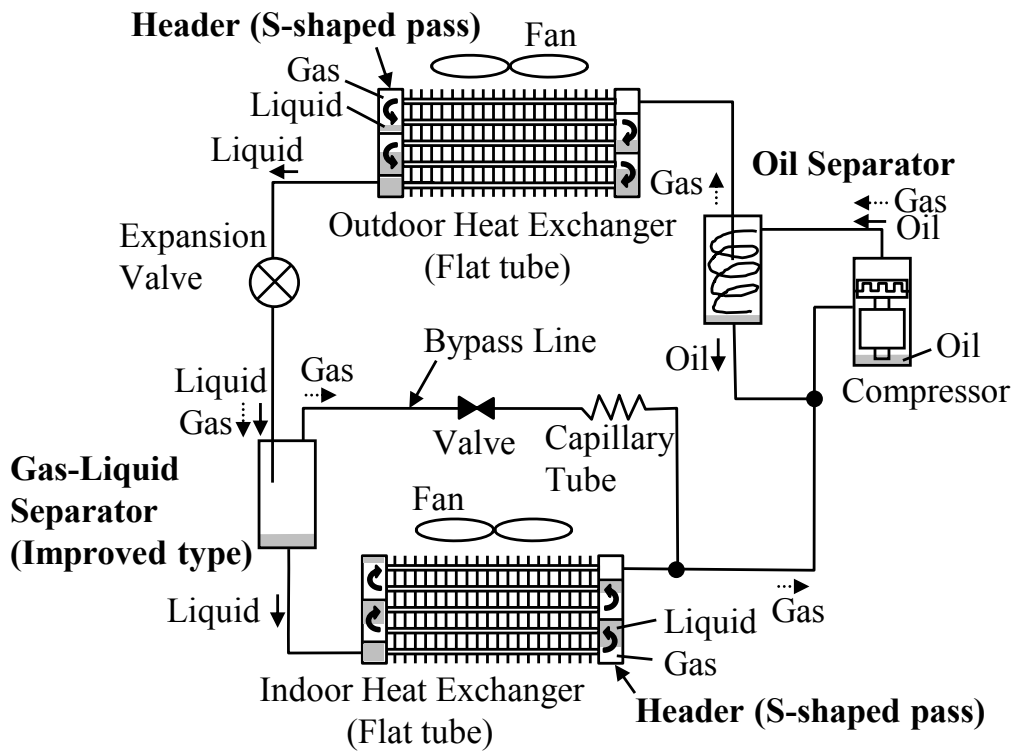 Header (S-shaped pass)
Fan
Gas
Liquid
Liquid
Outdoor Heat Exchanger
(Flat tube)
Gas
Oil Separator
Gas
Oil
Expansion
Valve
Oil
Oil
Compressor
Bypass Line
Liquid
Gas
Gas
Valve
Capillary
Tube
Gas-Liquid
Separator
(Improved type)
Fan
Liquid
Gas
Liquid
Gas
Indoor Heat Exchanger
(Flat tube)
Header (S-shaped pass)